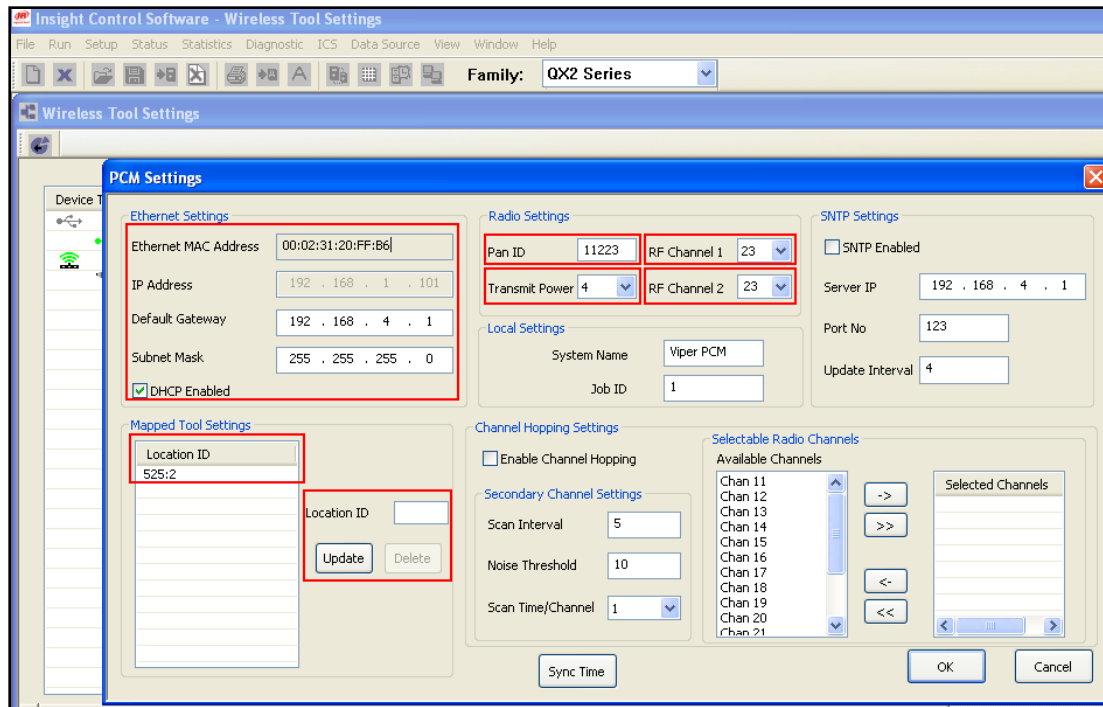 Insight Control Software - Wireless Tool Settings
File Run Setup Status Statistics Diagnostic ICS Data Source View Window Help
Family: QX2 Series
Wireless Tool Settings
PCM Settings
Device T
Ethernet Settings
Ethernet MAC Address 00:02:31:20:FF:B6
IP Address 192 . 168 . 1 . 101
Default Gateway 192 . 168 . 4 . 1
Subnet Mask 255 . 255 . 255 . 0
DHCP Enabled
Radio Settings
Pan ID 11223 RF Channel 1 23
Transmit Power 4 RF Channel 2 23
Local Settings
System Name Viper PCM
Job ID 1
SNTP Settings
SNTP Enabled
Server IP 192 . 168 . 4 . 1
Port No 123
Update Interval 4
Mapped Tool Settings
Location ID
525:2
Location ID
Update Delete
Channel Hopping Settings
Enable Channel Hopping
Secondary Channel Settings
Scan Interval 5
Noise Threshold 10
Scan Time/Channel 1
Selectable Radio Channels
Available Channels
Chan 11
Chan 12
Chan 13
Chan 14
Chan 15
Chan 16
Chan 17
Chan 18
Chan 19
Chan 20
Chan 21
->
>>
<-
<<
Selected Channels
Sync Time
OK Cancel